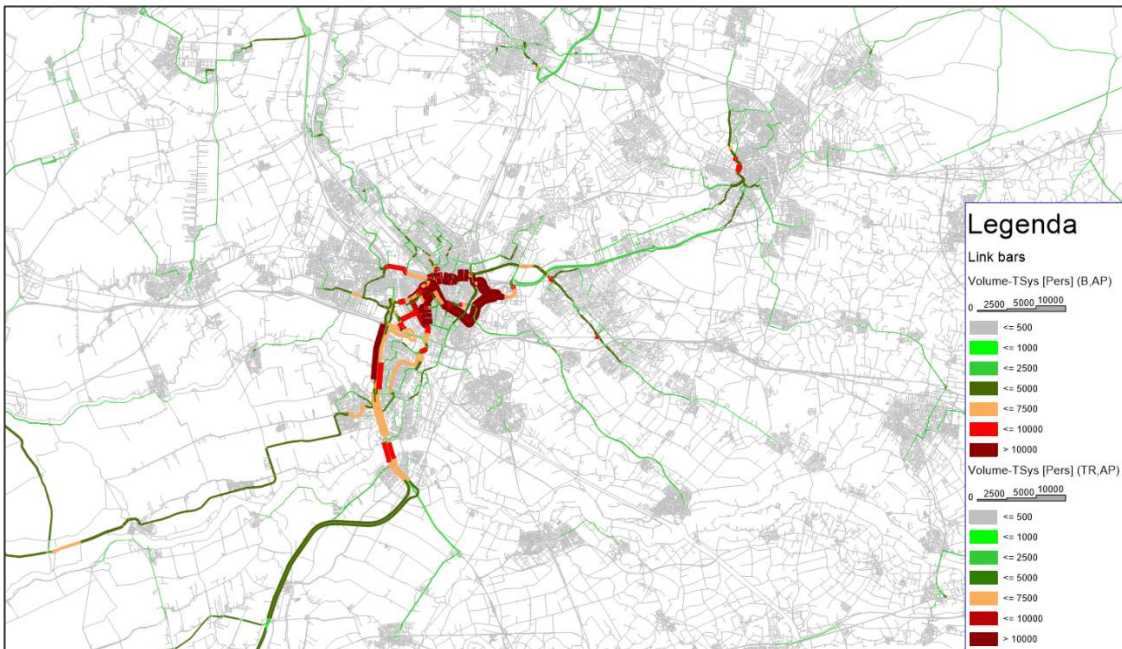 Legenda
Link bars
Volume-TSys [Pers] (B,AP)
0 2500 5000 10000
<= 500
<= 1000
<= 2500
<= 5000
<= 7500
<= 10000
> 10000
Volume-TSys [Pers] (TR,AP)
0 2500 5000 10000
<= 500
<= 1000
<= 2500
<= 5000
<= 7500
<= 10000
> 10000